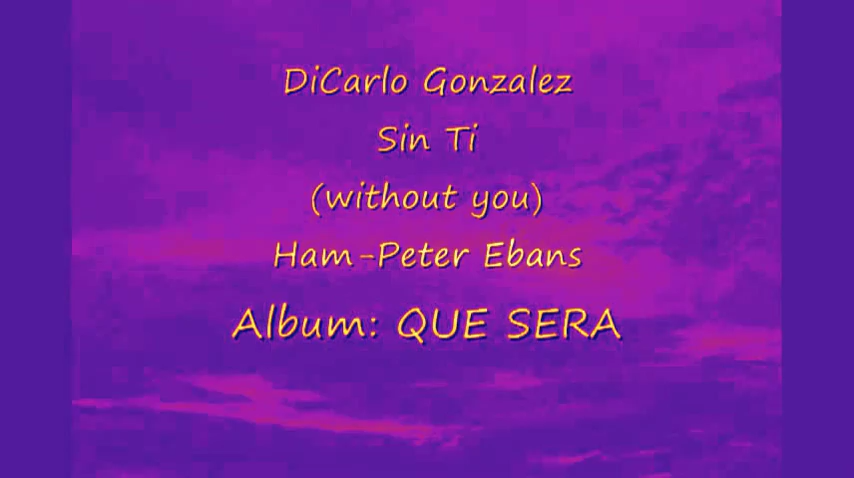 DiCarlo Gonzalez
Sin Ti
(without you)
Ham-Peter Ebans
Album: QUE SERA